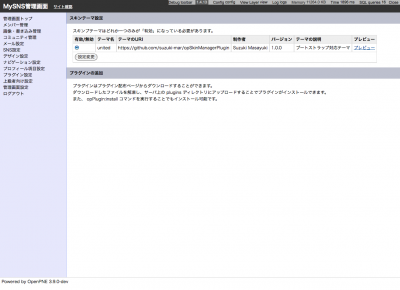 MySNS管理画面 サイト確認
Debug toolbar 3.8.0 Config config View Layer view Log logs Memory Time SQL queries
トップページ
メンバー管理
画像・書き込み管理
コミュニティ管理
メール設定
SNS設定
デザイン設定
ナビゲーション設定
プロフィール項目設定
プラグイン設定
上級者向け設定
管理画面設定
ログアウト
スキンテーマ設定
スキンテーマはどれか一つのみが "有効" になっている必要があります。
有効/無効 テーマ名 テーマのURI 制作者 バージョン テーマの説明 プレビュー
united https://github.com/suzuki-mar/opSkinManagerPlugin Suzuki Masayuki 1.0.0 ブートストラップ対応テーマ プレビュー
設定変更
プラグインの追加
プラグインはプラグイン配布ページからダウンロードすることができます。
ダウンロードしたファイルを解凍し、サーバ上の plugins ディレクトリにアップロードすることでプラグインがインストールできます。
また、 opPlugin:install コマンドを実行することでもインストール可能です。
Powered by OpenPNE 3.8.0-dev